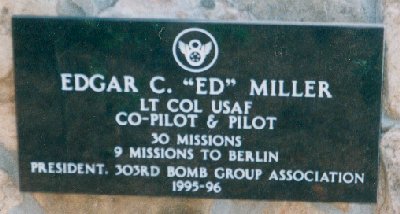 EDGAR C. "ED" MILLER
LT COL USAF
CO-PILOT & PILOT
30 MISSIONS
9 MISSIONS TO BERLIN
PRESIDENT, 303RD BOMB GROUP ASSOCIATION
1995-96